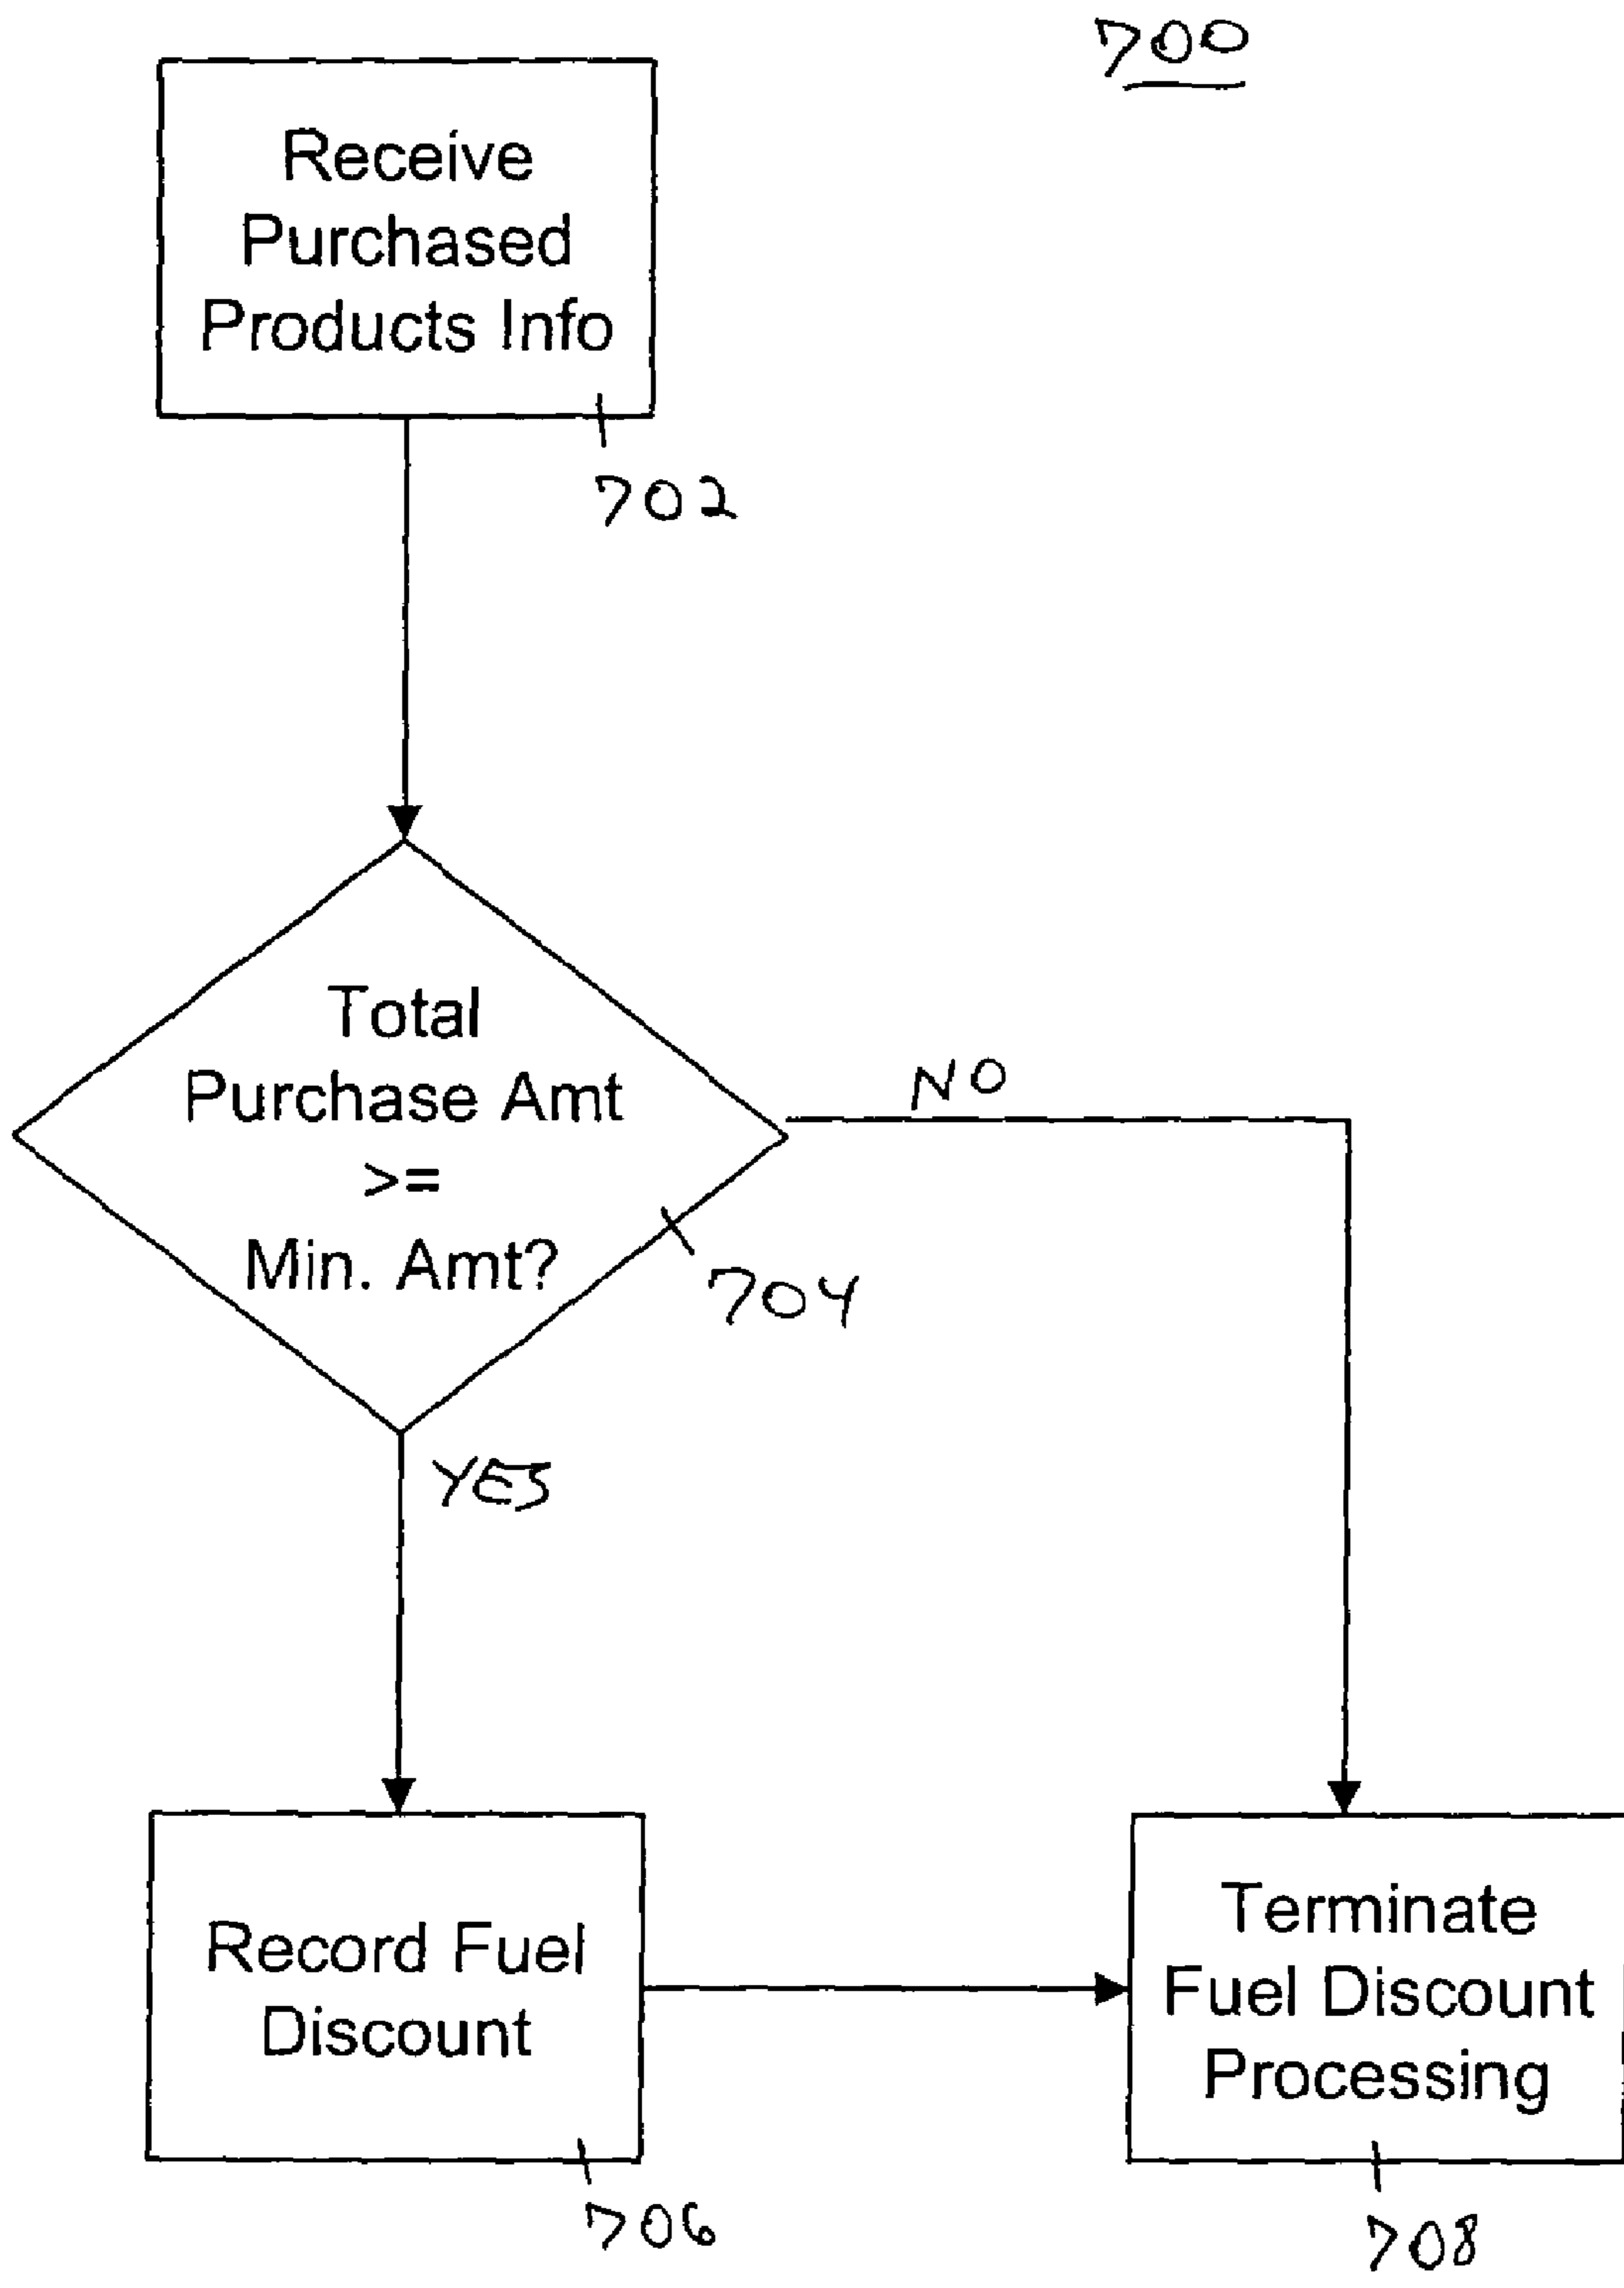 700
Receive
Purchased
Products Info
702
Total
Purchase Amt
>=
Min. Amt?
NO
704
YES
Record Fuel
Discount
706
Terminate
Fuel Discount
Processing
708